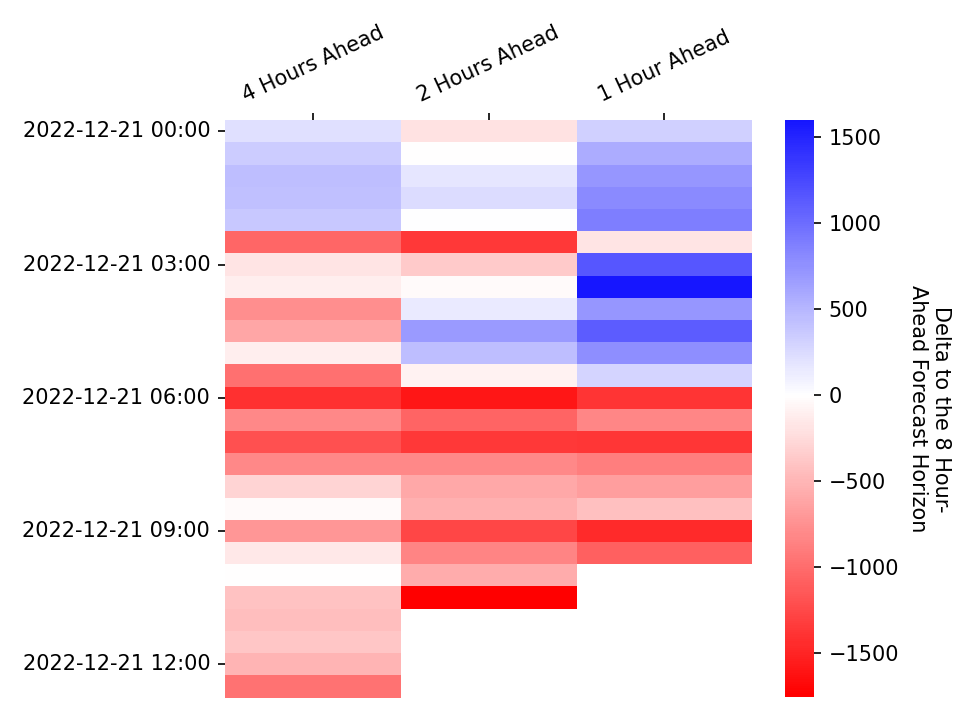 4 Hours Ahead
2 Hours Ahead
1 Hour Ahead
2022-12-21 00:00
2022-12-21 03:00
2022-12-21 06:00
2022-12-21 09:00
2022-12-21 12:00
1500
1000
500
0
−500
−1000
−1500
Delta to the 8 Hour-
Ahead Forecast Horizon